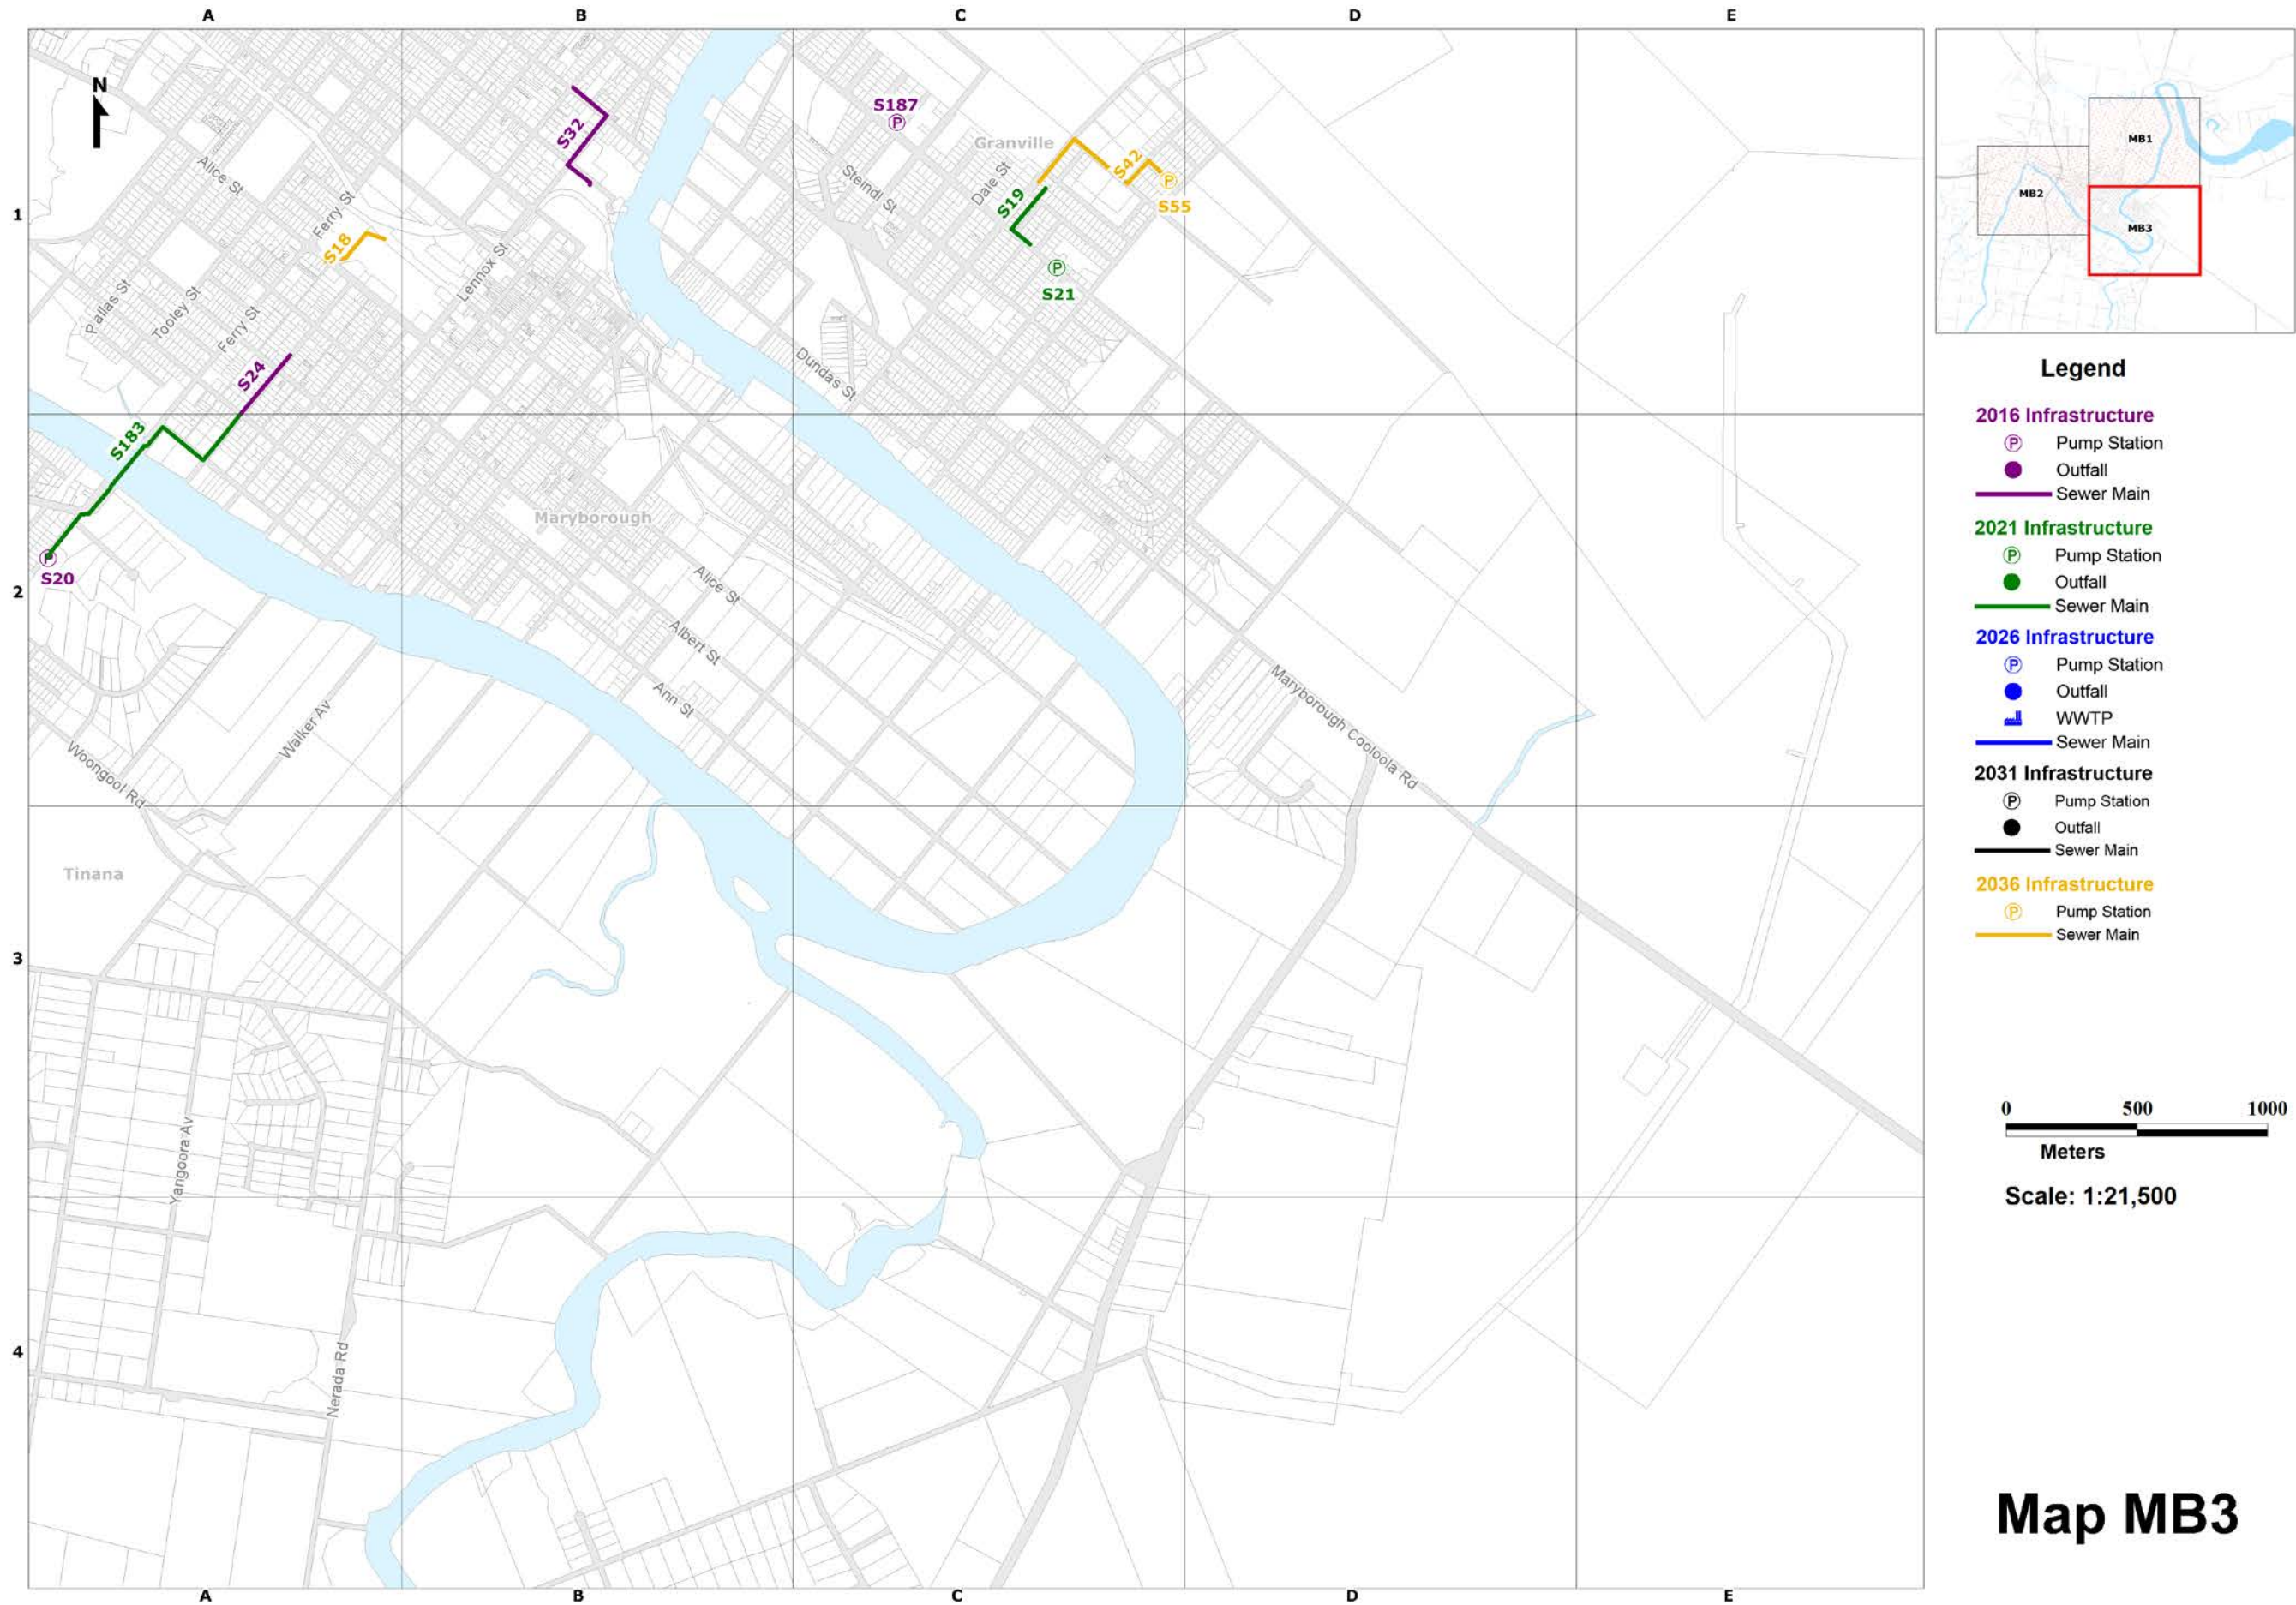 A B C D E
N
S187
P
Granville
S32
S42
P
S55
Alice St
Steindl St
Dale St
S19
Ferry St
1
S18
Lennox St
P
S21
Pallas St
Tooley St
Ferry St
S24
Dundas St
S183
Maryborough
P
S20
Alice St
2
Albert St
Ann St
Maryborough Cooloola Rd
Walker Av
Woongool Rd
Tinana
3
Yangoora Av
4
Nerada Rd
A B C D E
MB1
MB2
MB3
Legend
2016 Infrastructure
P Pump Station
Outfall
Sewer Main
2021 Infrastructure
P Pump Station
Outfall
Sewer Main
2026 Infrastructure
P Pump Station
Outfall
WWTP
Sewer Main
2031 Infrastructure
P Pump Station
Outfall
Sewer Main
2036 Infrastructure
P Pump Station
Sewer Main
0 500 1000
Meters
Scale: 1:21,500
Map MB3